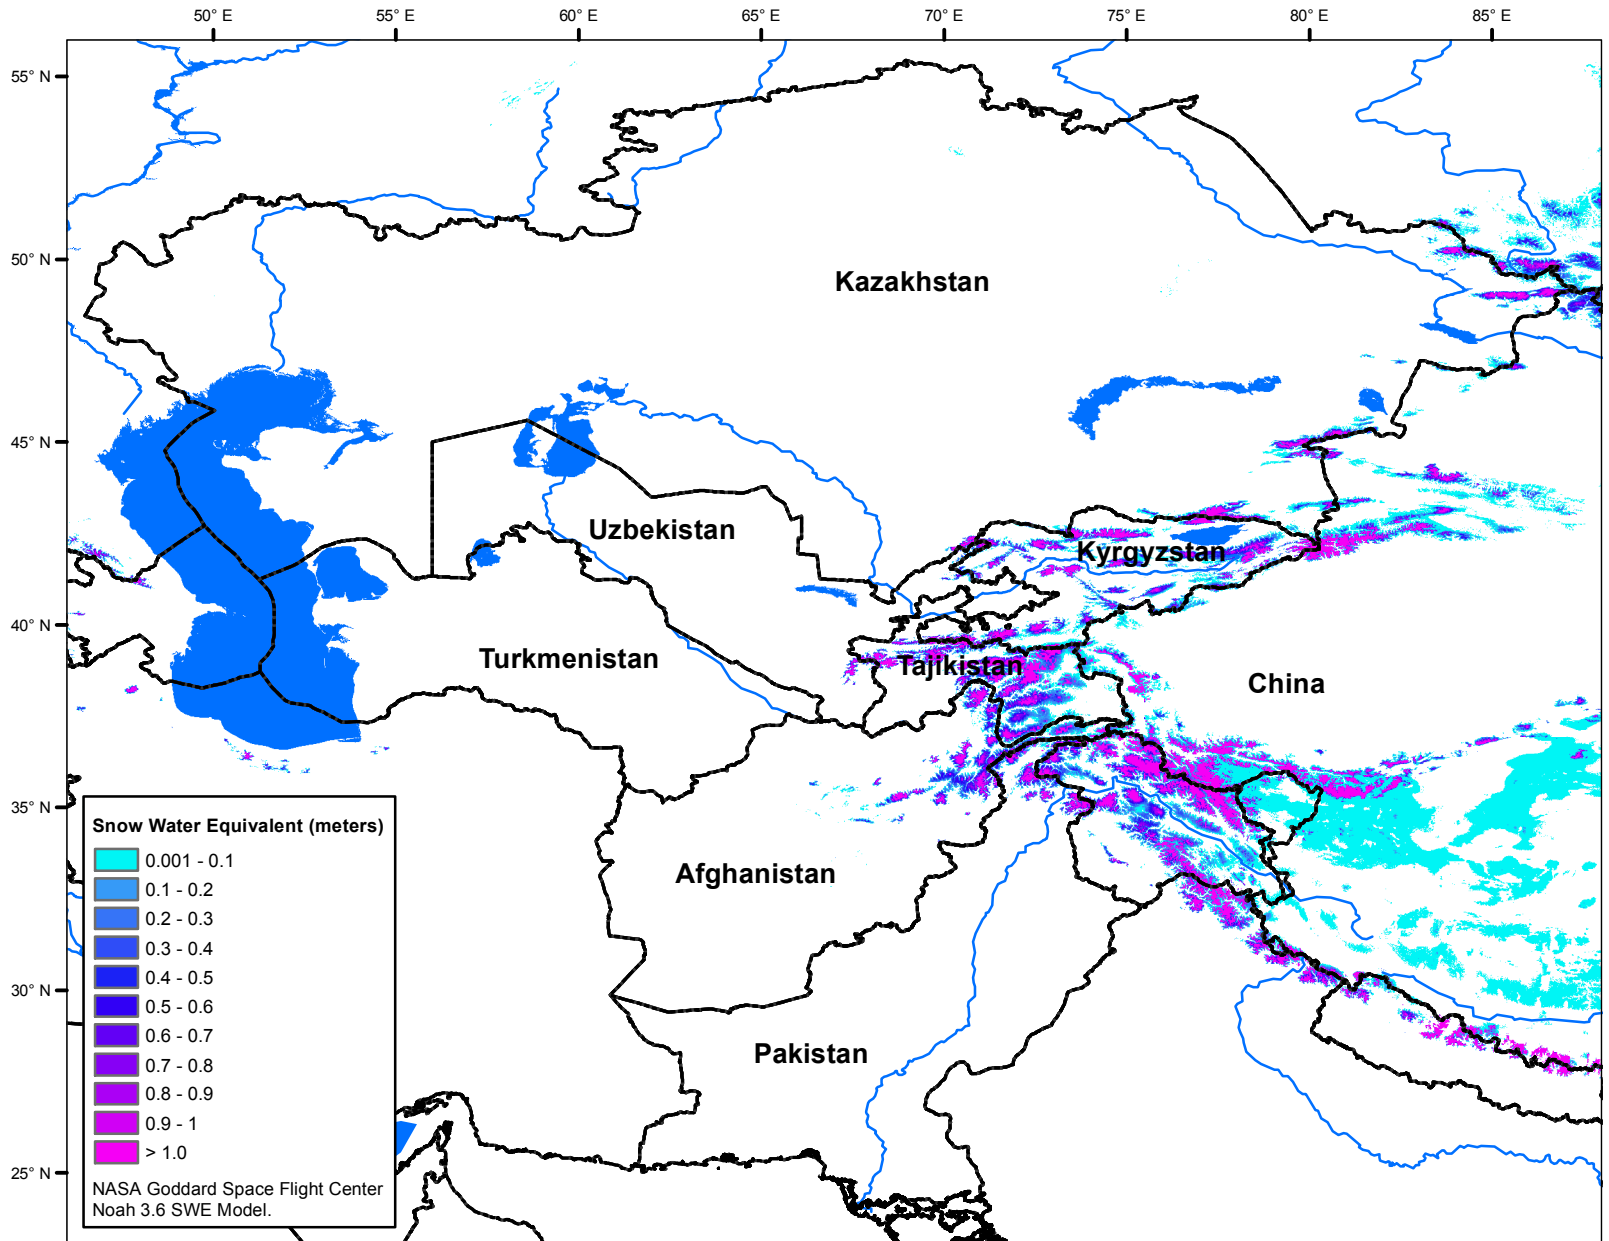 50° E 55° E 60° E 65° E 70° E 75° E 80° E 85° E
55° N
50° N
Kazakhstan
45° N
Uzbekistan
Kyrgyzstan
40° N
Turkmenistan
Tajikistan
China
35° N
Snow Water Equivalent (meters)
0.001 - 0.1
Afghanistan
0.1 - 0.2
0.2 - 0.3
0.3 - 0.4
0.4 - 0.5
30° N
0.5 - 0.6
0.6 - 0.7
Pakistan
0.7 - 0.8
0.8 - 0.9
0.9 - 1
> 1.0
25° N
NASA Goddard Space Flight Center
Noah 3.6 SWE Model.